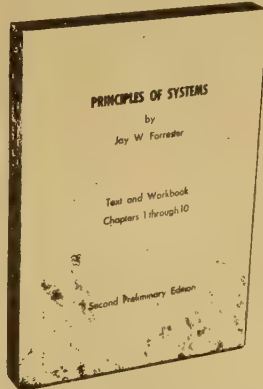 PRINCIPLES OF SYSTEMS
by
Jay W Forrester
Text and Workbook
Chapters 1 through 10
Second Preliminary Edition